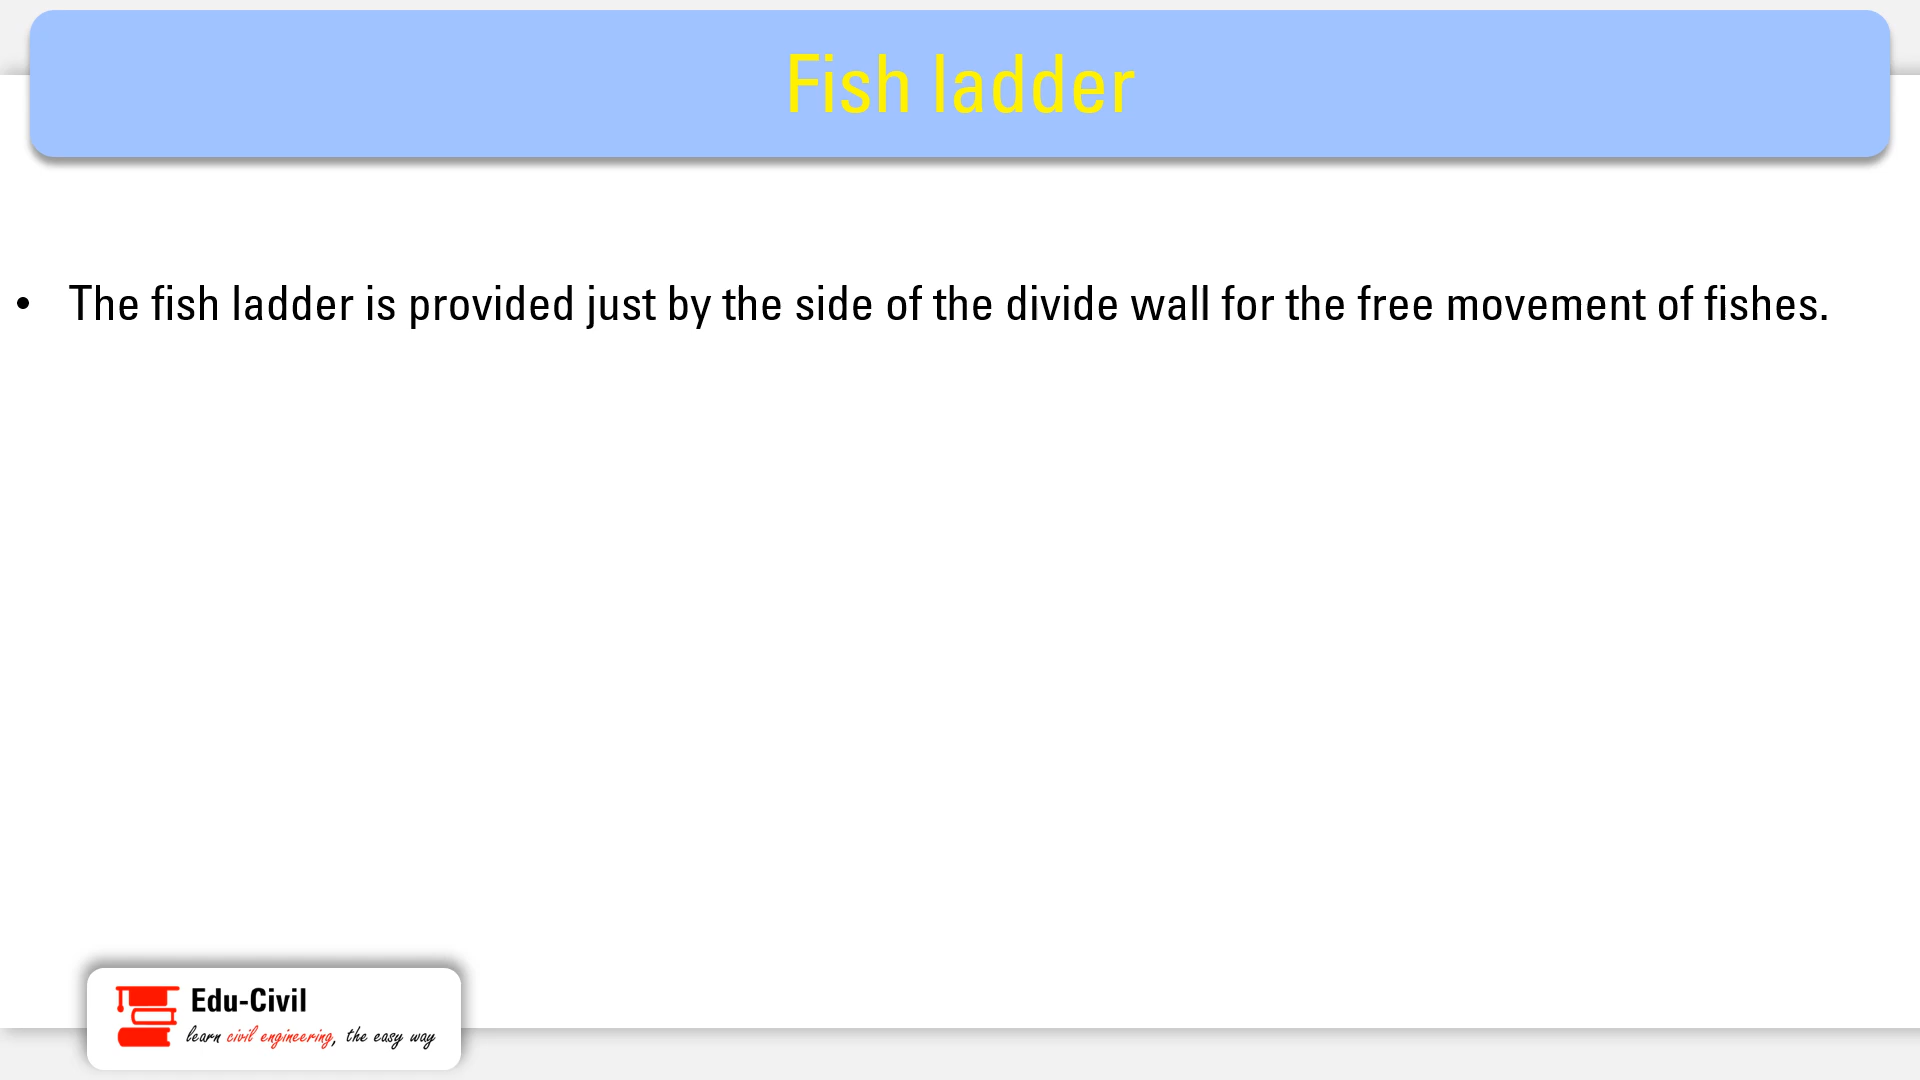 Fish ladder
• The fish ladder is provided just by the side of the divide wall for the free movement of fishes.
Edu-Civil
learn civil engineering, the easy way